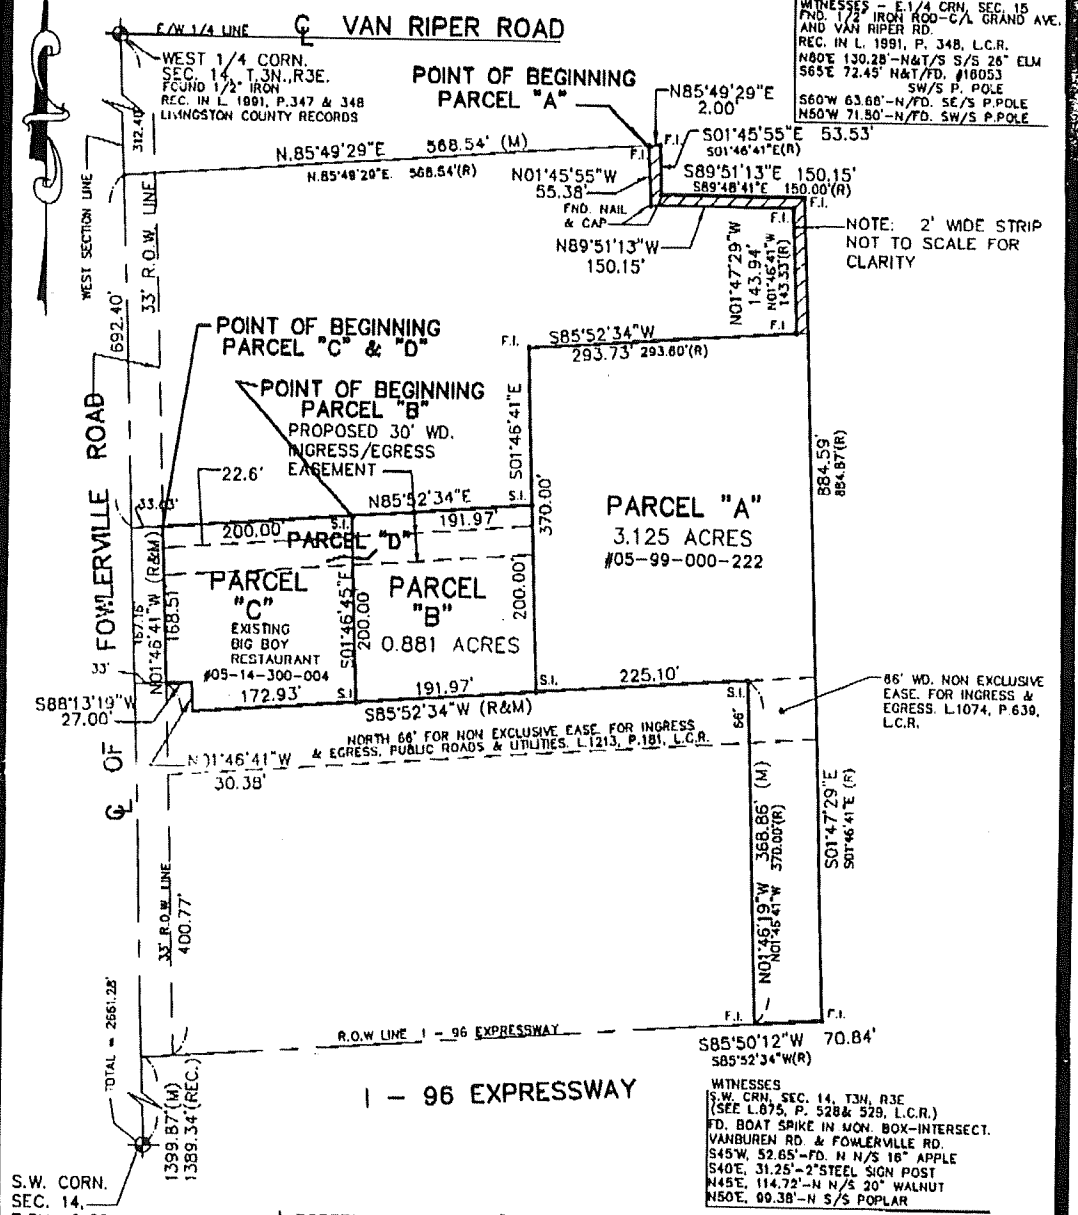 E/W 1/4 LINE
C L VAN RIPER ROAD
WITNESSES - E.1/4 CRN, SEC. 15
FND. 1/2" IRON ROD-C/L GRAND AVE.
AND VAN RIPER RD.
REC. IN L. 1991, P. 348, L.C.R.
N80'E 130.28'-N&T/S S/S 26" ELM
S65'E 72.45' N&T/FD. #16053
SW/S P. POLE
S60'W 63.68'-N/FD. SE/S P.POLE
N50'W 71.50'-N/FD. SW/S P.POLE
WEST 1/4 CORN.
SEC. 14, T.3N.,R3E.
FOUND 1/2" IRON
REC. IN L. 1991, P.347 & 348
LIVINGSTON COUNTY RECORDS
POINT OF BEGINNING
PARCEL "A"
N85'49'29"E
2.00'
312.40'
N.85'49'29"E 568.54' (M)
N.85'49'29"E. 568.54'(R)
F.I.
F.I.
S01'45'55"E 53.53'
S01'46'41"E(R)
N01'45'55"W
55.38'
S89'51'13"E 150.15'
S89'48'41"E 150.00'(R)
FND. NAIL
& CAP
F.I.
F.I.
N89'51'13"W
150.15'
NOTE: 2' WIDE STRIP
NOT TO SCALE FOR
CLARITY
WEST SECTION LINE
33' R.O.W LINE
692.40'
N01'47'29"W
143.94'
N01'46'41"W
143.33'(R)
F.I.
POINT OF BEGINNING
PARCEL "C" & "D"
F.I.
S85'52'34"W
293.73' 293.60'(R)
POINT OF BEGINNING
PARCEL "B"
PROPOSED 30' WD.
INGRESS/EGRESS
EASEMENT
S01'46'41"E
370.00'
22.6'
33.03'
N85'52'34"E
S.I.
200.00'
S.I.
191.97'
884.59'
884.87'(R)
PARCEL "A"
3.125 ACRES
#05-99-000-222
PARCEL "D"
FOWLERVILLE ROAD
C L OF
167.15'
N01'46'41"W (R&M)
168.51
PARCEL
"C"
EXISTING
BIG BOY
RESTAURANT
#05-14-300-004
172.93'
S01'46'45"E
200.00'
PARCEL
"B"
0.881 ACRES
200.00'
33'
S88'13'19"W
27.00'
S.I.
191.97'
S.I.
225.10'
S.I.
S85'52'34"W (R&M)
66' WD. NON EXCLUSIVE
EASE. FOR INGRESS &
EGRESS. L.1074, P.639,
L.C.R.
66'
NORTH 66' FOR NON EXCLUSIVE EASE. FOR INGRESS
& EGRESS, PUBLIC ROADS & UTILITIES. L.1213, P.181, L.C.R.
N01'46'41"W
30.38'
33' R.O.W LINE
400.77'
N01'46'19"W 368.86' (M)
N01'46'41"W 370.00'(R)
S01'47'29"E
S01'46'41"E (R)
TOTAL = 2661.28'
R.O.W LINE I - 96 EXPRESSWAY
F.I.
F.I.
S85'50'12"W 70.84'
S85'52'34"W(R)
I - 96 EXPRESSWAY
1399.87'(M)
1389.34'(REC.)
WITNESSES
S.W. CRN, SEC. 14, T3N, R3E
(SEE L.875, P. 528& 529, L.C.R.)
FD. BOAT SPIKE IN MON. BOX-INTERSECT.
VANBUREN RD. & FOWLERVILLE RD.
S45'W, 52.65'-FD. N N/S 16" APPLE
S40'E, 31.25'-2"STEEL SIGN POST
N45'E, 114.72'-N N/S 20" WALNUT
N50'E, 99.38'-N S/S POPLAR
S.W. CORN.
SEC. 14,